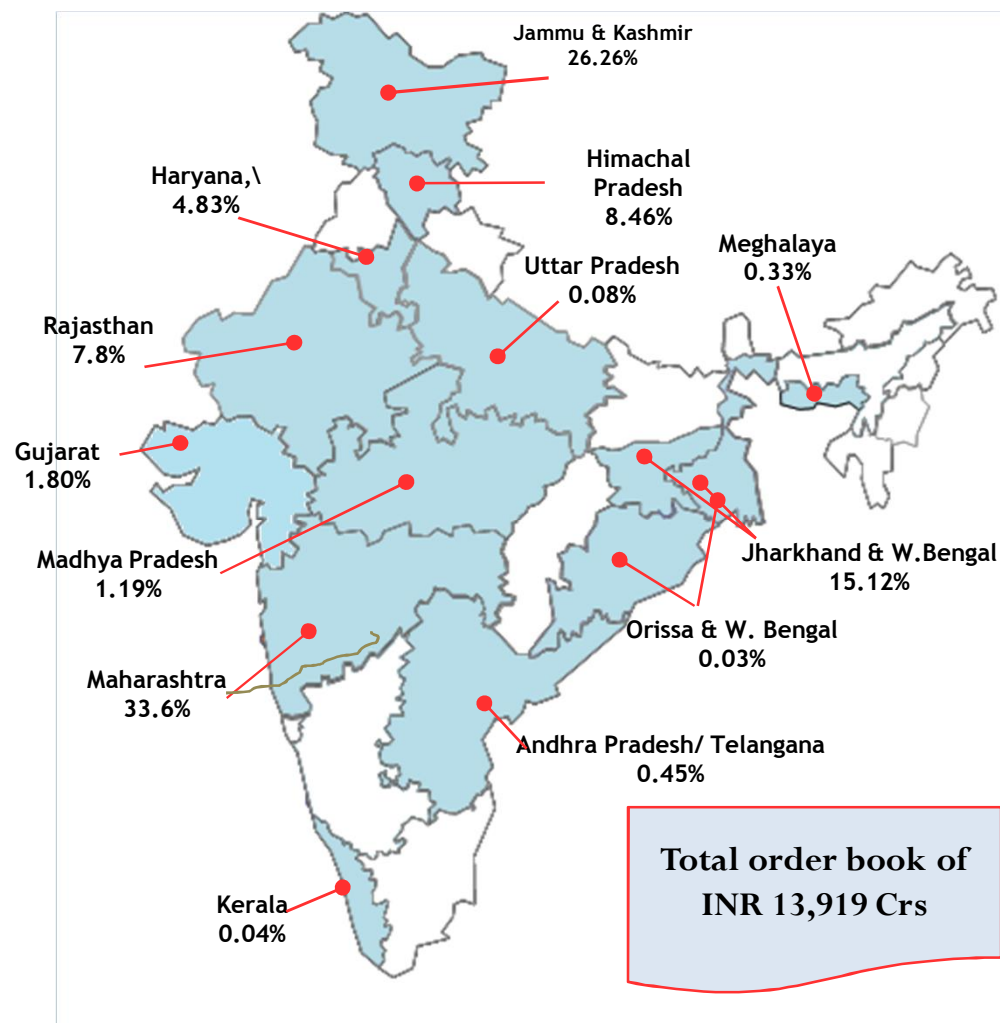 Jammu & Kashmir
26.26%
Himachal
Pradesh
8.46%
Haryana,\
4.83%
Meghalaya
0.33%
Uttar Pradesh
0.08%
Rajasthan
7.8%
Gujarat
1.80%
Madhya Pradesh
1.19%
Jharkhand & W.Bengal
15.12%
Orissa & W. Bengal
0.03%
Maharashtra
33.6%
Andhra Pradesh/ Telangana
0.45%
Kerala
0.04%
Total order book of
INR 13,919 Crs